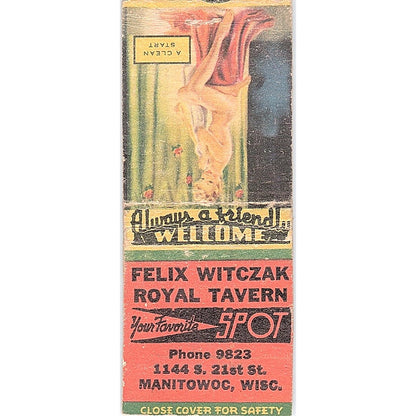 A CLEAN
START
Always a friend!..
WELCOME
FELIX WITCZAK
ROYAL TAVERN
Your Favorite SPOT
Phone 9823
1144 S. 21st St.
MANITOWOC, WISC.
CLOSE COVER FOR SAFETY